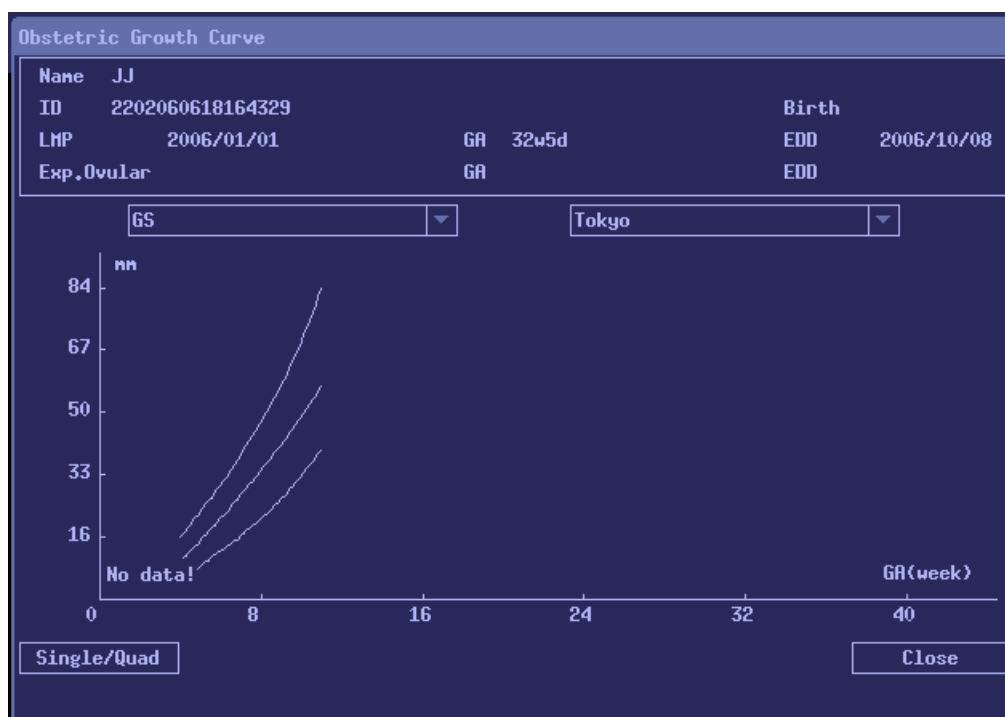 Obstetric Growth Curve
Name JJ
ID 2202060618164329 Birth
LMP 2006/01/01 GA 32w5d EDD 2006/10/08
Exp.Ovular GA EDD
GS Tokyo
mm
84
67
50
33
16
No data! GA(week)
0 8 16 24 32 40
Single/Quad Close